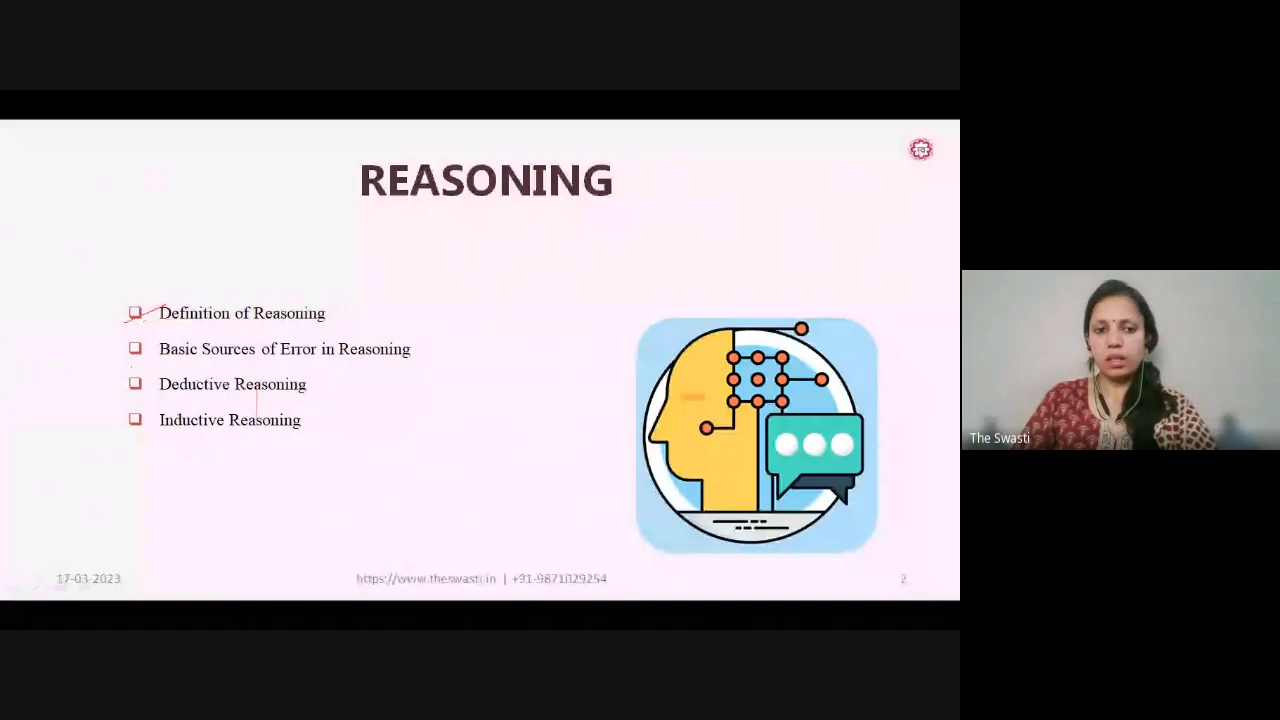 REASONING
Definition of Reasoning
Basic Sources of Error in Reasoning
Deductive Reasoning
Inductive Reasoning
17-03-2023
https://www.theswasti.in | +91-9871029254
2
The Swasti